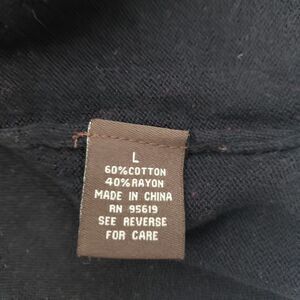 L
60%COTTON
40%RAYON
MADE IN CHINA
RN 95619
SEE REVERSE
FOR CARE